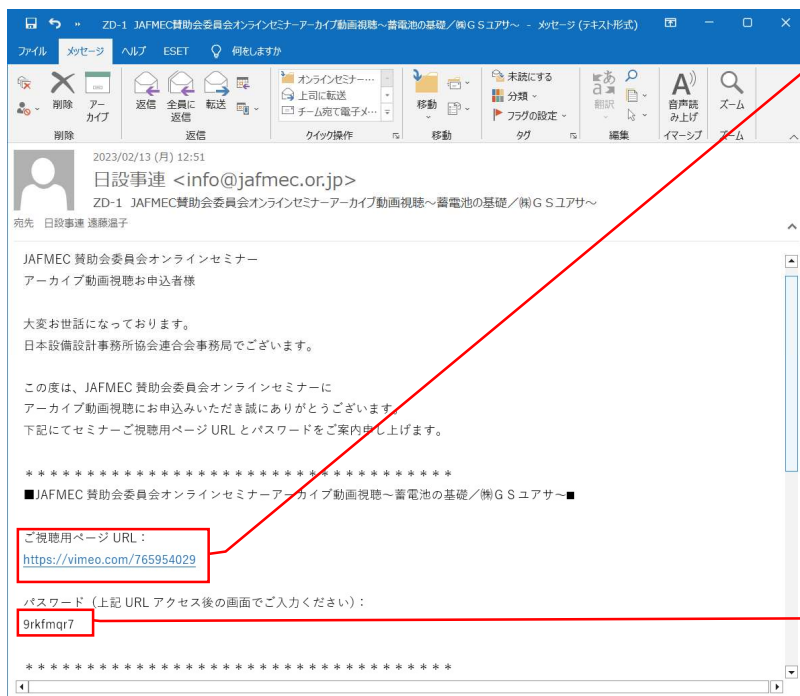 ZD-1 JAFMEC賛助会委員会オンラインセミナーアーカイブ動画視聴～蓄電池の基礎／㈱ＧＳユアサ～ - メッセージ (テキスト形式)
ファイル メッセージ ヘルプ ESET 何をしますか
削除 アーカイブ 返信 全員に返信 転送 オンラインセミナー… 上司に転送 チーム宛て電子メ… 移動 未読にする 分類 フラグの設定 翻訳 音声読み上げ ズーム
削除 返信 クイック操作 移動 タグ 編集 イマーシブ ズーム
2023/02/13 (月) 12:51
日設事連 <info@jafmec.or.jp>
ZD-1 JAFMEC賛助会委員会オンラインセミナーアーカイブ動画視聴～蓄電池の基礎／㈱ＧＳユアサ～
宛先 日設事連 遠藤温子
JAFMEC 賛助会委員会オンラインセミナー
アーカイブ動画視聴お申込者様
大変お世話になっております。
日本設備設計事務所協会連合会事務局でございます。
この度は、JAFMEC 賛助会委員会オンラインセミナーに
アーカイブ動画視聴にお申込みいただき誠にありがとうございます。
下記にてセミナーご視聴用ページ URL とパスワードをご案内申し上げます。
＊＊＊＊＊＊＊＊＊＊＊＊＊＊＊＊＊＊＊＊＊＊＊＊＊＊＊＊＊＊＊＊＊＊＊
■JAFMEC 賛助会委員会オンラインセミナーアーカイブ動画視聴～蓄電池の基礎／㈱ＧＳユアサ～■
ご視聴用ページ URL：
https://vimeo.com/765954029
パスワード（上記 URL アクセス後の画面でご入力ください）：
9rkfmqr7
＊＊＊＊＊＊＊＊＊＊＊＊＊＊＊＊＊＊＊＊＊＊＊＊＊＊＊＊＊＊＊＊＊＊＊